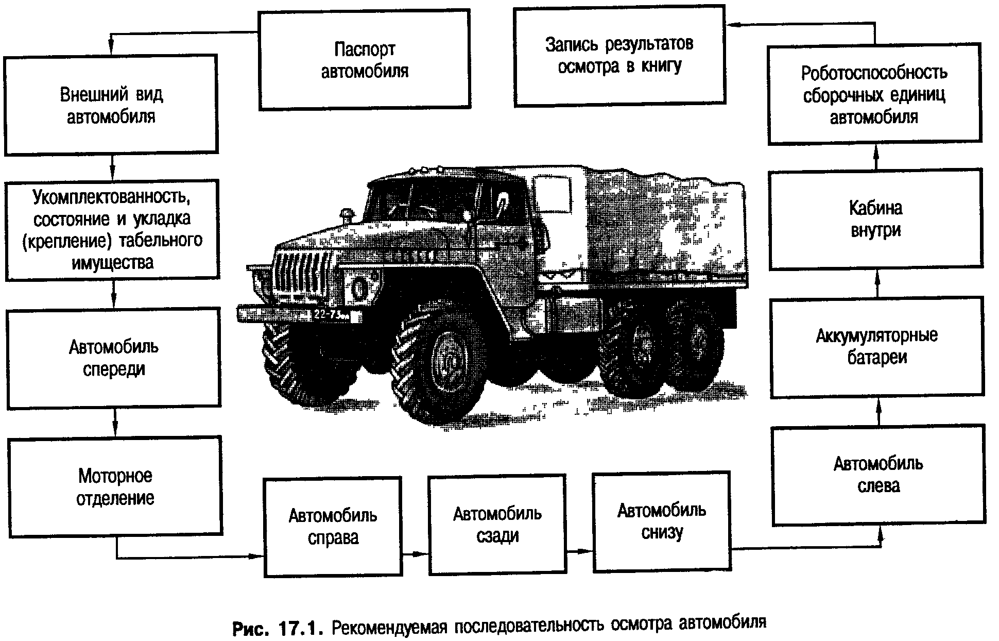 Паспорт
автомобиля
Внешний вид
автомобиля
Укомплектованность,
состояние и укладка
(крепление) табельного
имущества
Автомобиль
спереди
Моторное
отделение
Автомобиль
справа
Автомобиль
сзади
Автомобиль
снизу
Автомобиль
слева
Аккумуляторные
батареи
Кабина
внутри
Роботоспособность
сборочных единиц
автомобиля
Запись результатов
осмотра в книгу
22-73
Рис. 17.1. Рекомендуемая последовательность осмотра автомобиля